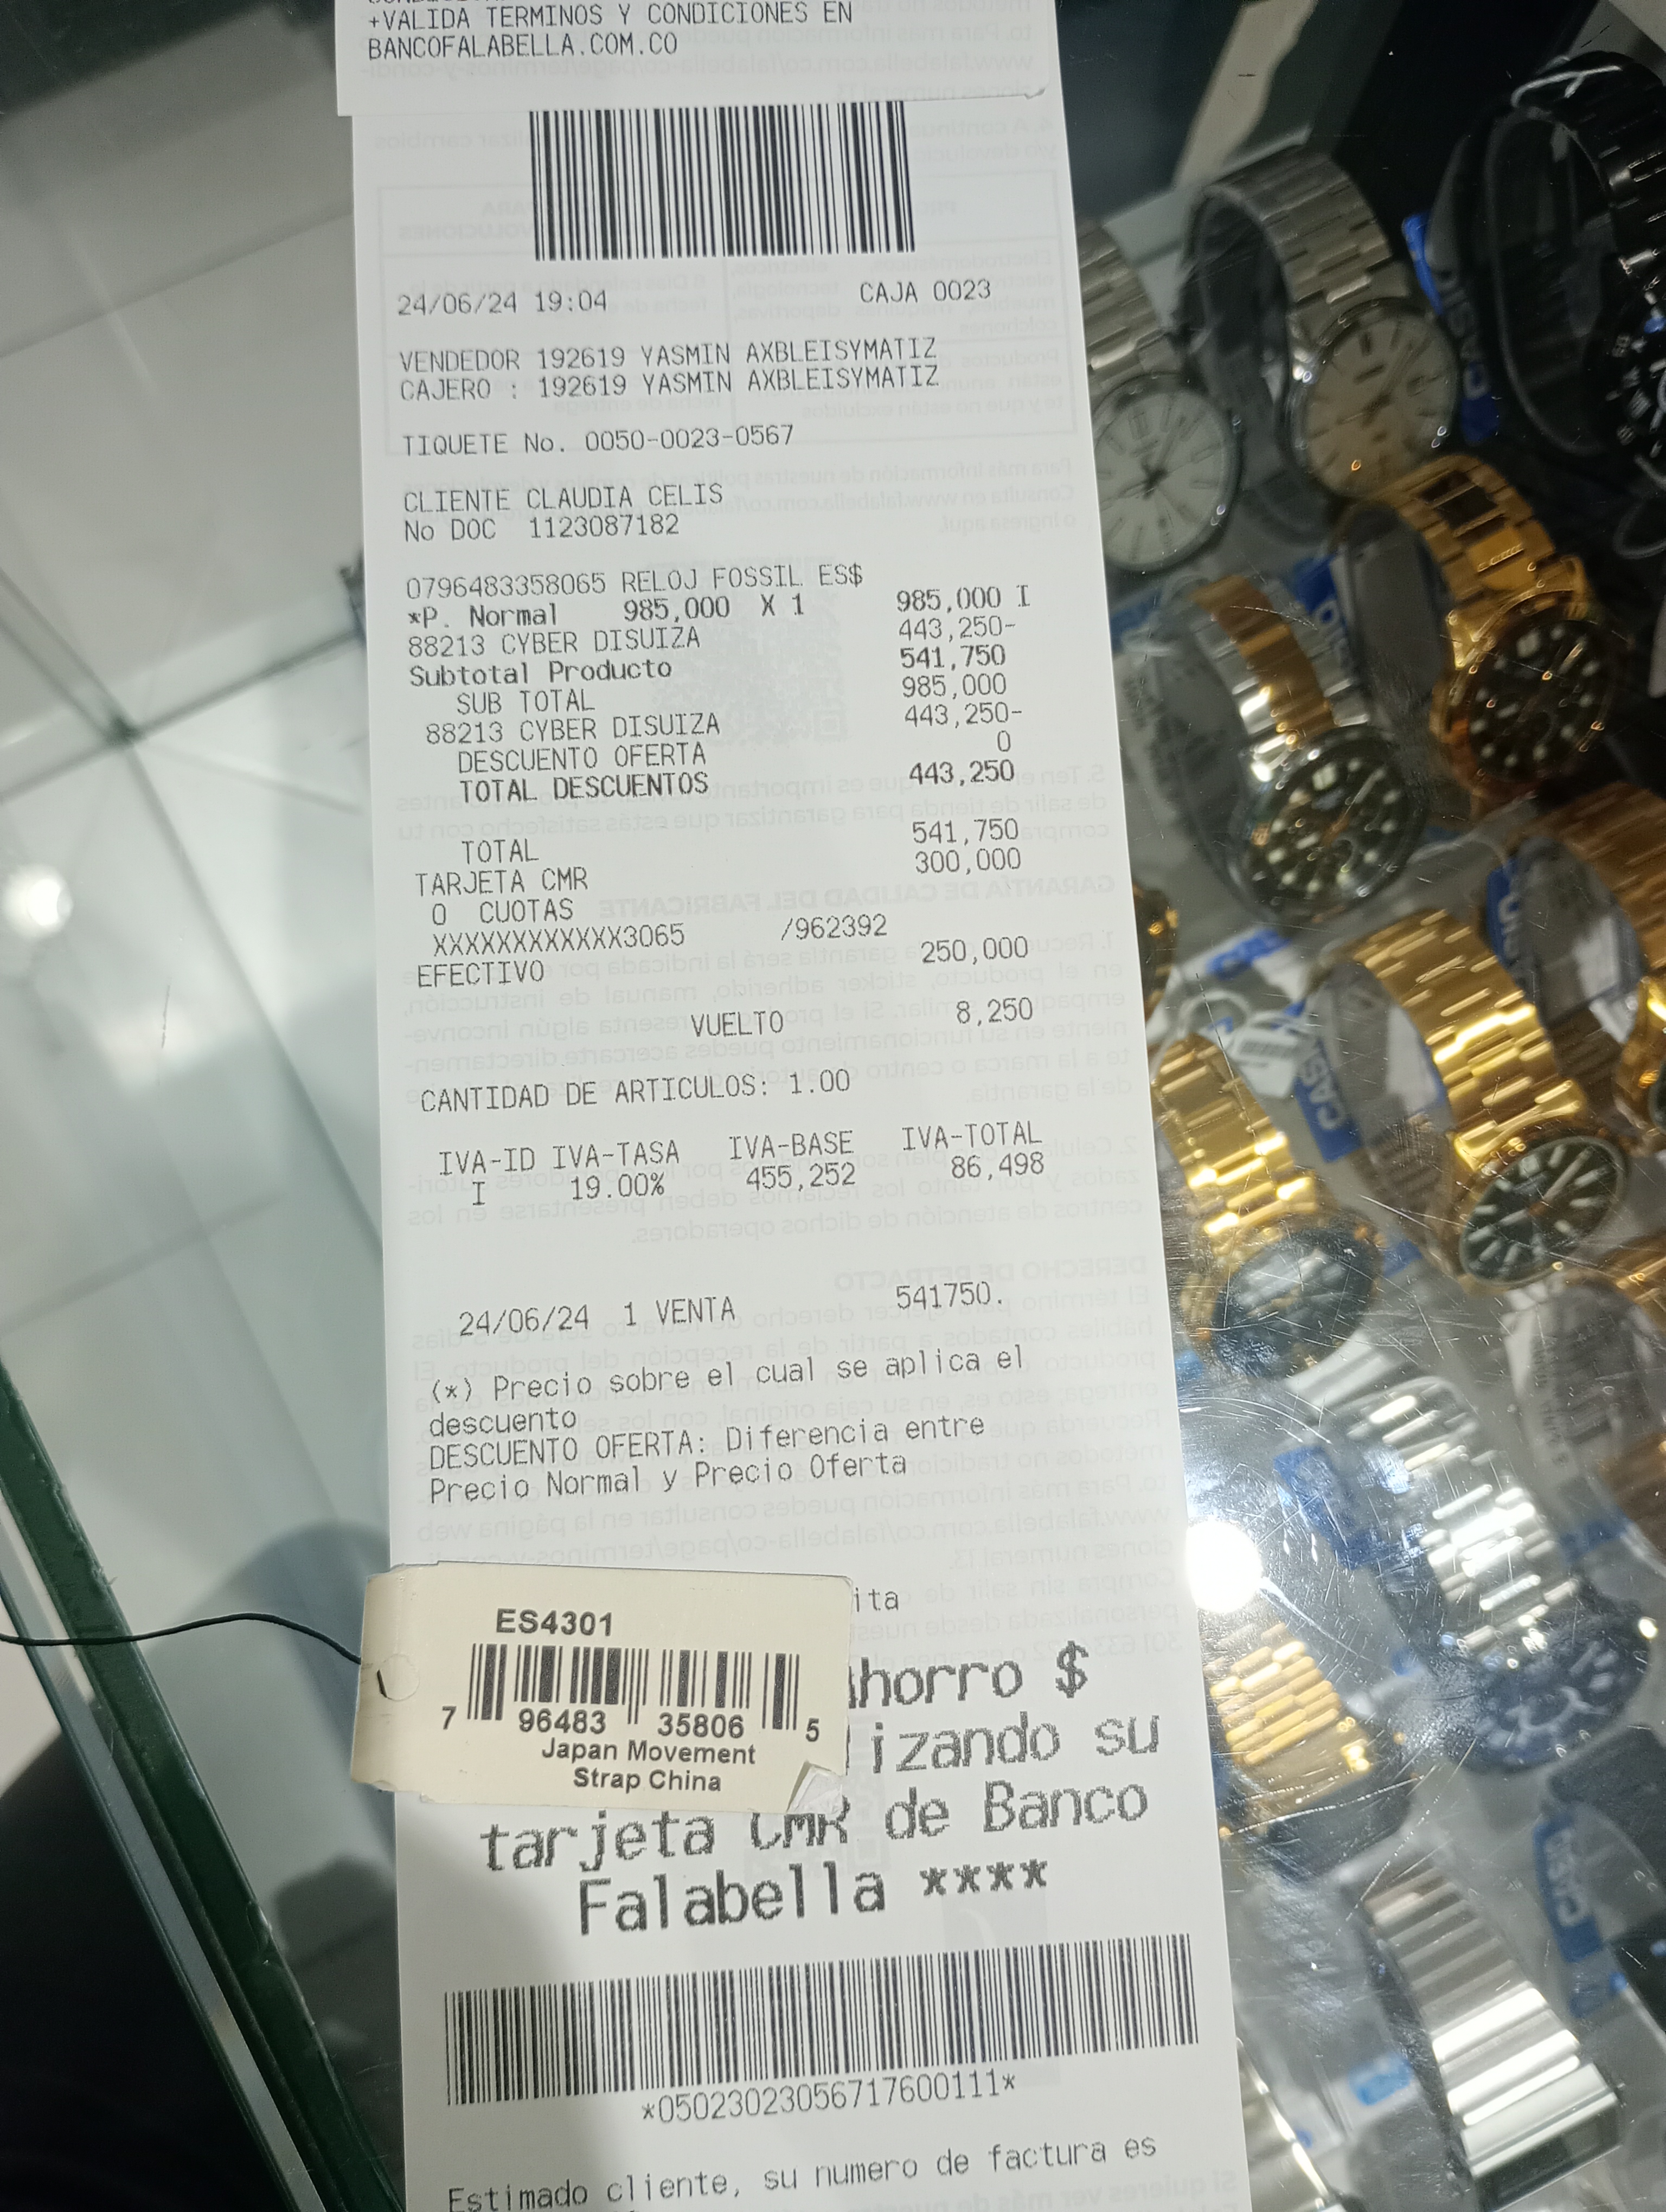 +VALIDA TERMINOS Y CONDICIONES EN
BANCOFALABELLA.COM.CO
24/06/24 19:04 CAJA 0023
VENDEDOR 192619 YASMIN AXBLEISYMATIZ
CAJERO : 192619 YASMIN AXBLEISYMATIZ
TIQUETE No. 0050-0023-0567
CLIENTE CLAUDIA CELIS
No DOC 1123087182
0796483358065 RELOJ FOSSIL ES$
*P. Normal 985,000 X 1 985,000 I
88213 CYBER DISUIZA 443,250-
Subtotal Producto 541,750
SUB TOTAL 985,000
88213 CYBER DISUIZA 443,250-
DESCUENTO OFERTA 0
TOTAL DESCUENTOS 443,250
TOTAL 541,750
TARJETA CMR 300,000
0 CUOTAS
XXXXXXXXXXXX3065 /962392
EFECTIVO 250,000
VUELTO 8,250
CANTIDAD DE ARTICULOS: 1.00
IVA-ID IVA-TASA IVA-BASE IVA-TOTAL
I 19.00% 455,252 86,498
24/06/24 1 VENTA 541750.
(*) Precio sobre el cual se aplica el
descuento
DESCUENTO OFERTA: Diferencia entre
Precio Normal y Precio Oferta
ita
ES4301
7 96483 35806 5
Japan Movement
Strap China
horro $
izando su
tarjeta CMR de Banco
Falabella ****
*05023023056717600111*
Estimado cliente, su numero de factura es
CASIO
CASIO
CASIO